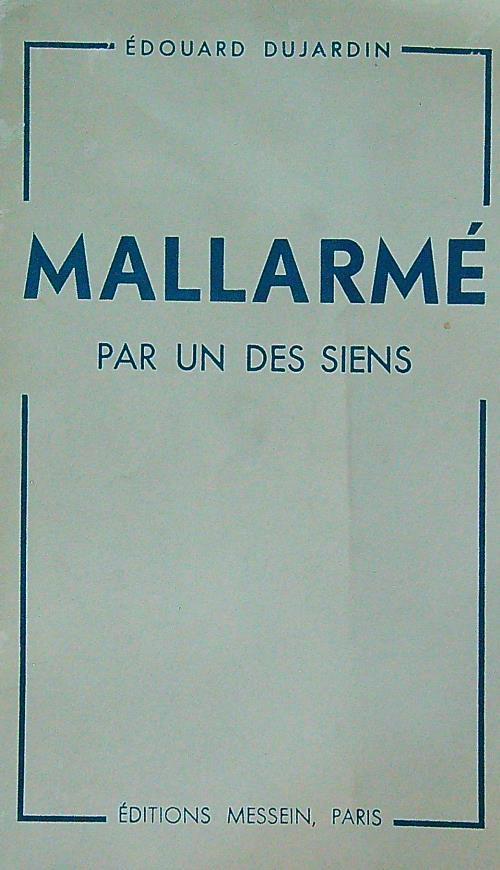 ÉDOUARD DUJARDIN
MALLARMÉ
PAR UN DES SIENS
ÉDITIONS MESSEIN, PARIS